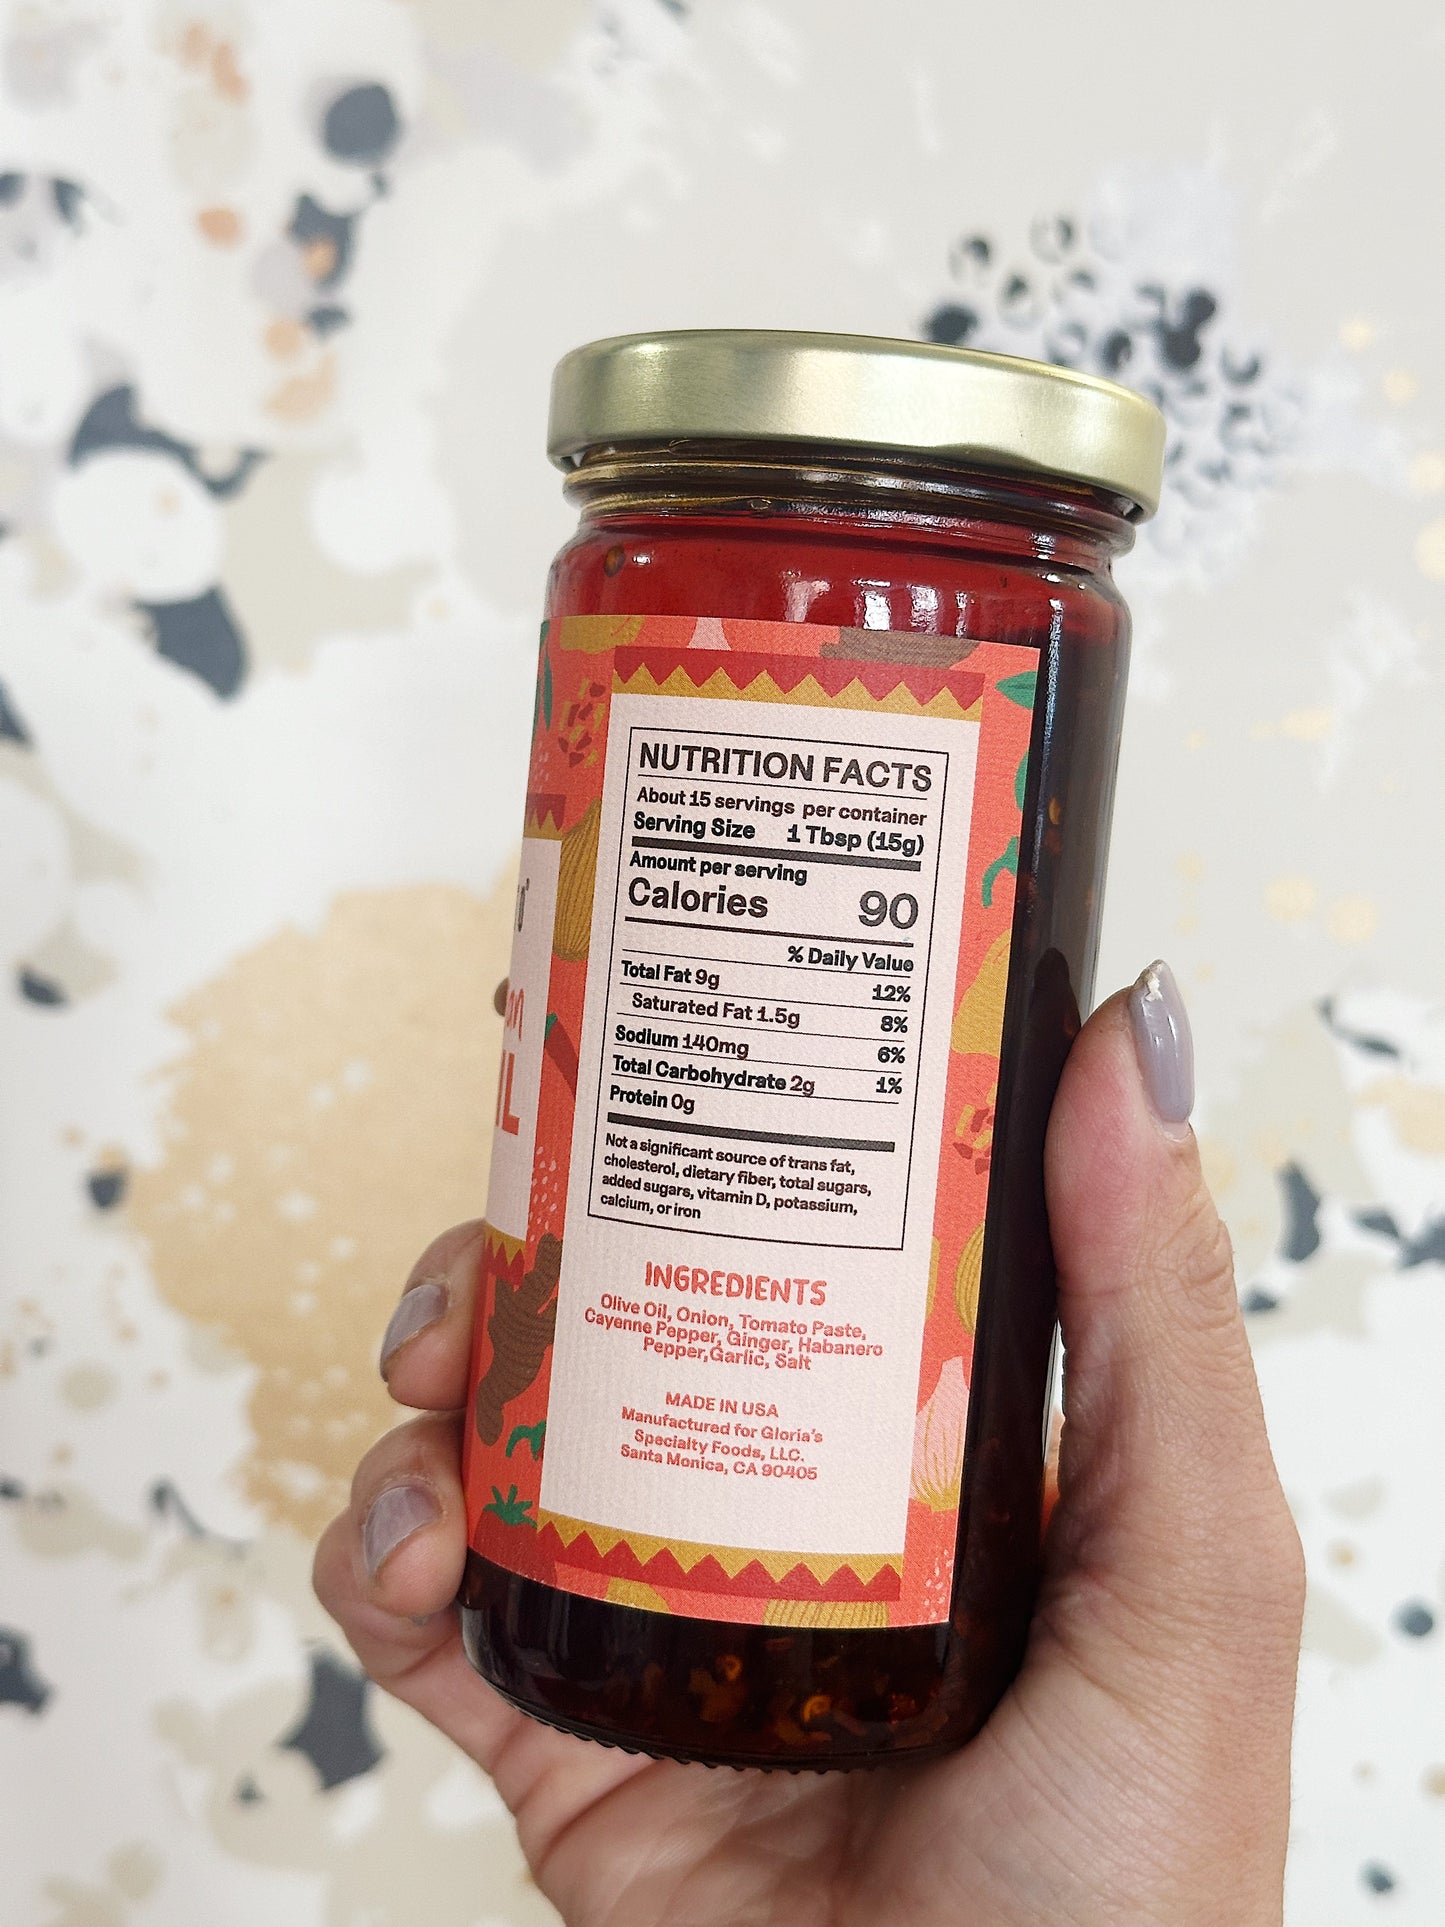 NUTRITION FACTS
About 15 servings per container
Serving Size 1 Tbsp (15g)
Amount per serving
Calories 90
% Daily Value
Total Fat 9g 12%
Saturated Fat 1.5g 8%
Sodium 140mg 6%
Total Carbohydrate 2g 1%
Protein 0g
Not a significant source of trans fat,
cholesterol, dietary fiber, total sugars,
added sugars, vitamin D, potassium,
calcium, or iron
INGREDIENTS
Olive Oil, Onion, Tomato Paste,
Cayenne Pepper, Ginger, Habanero
Pepper,Garlic, Salt
MADE IN USA
Manufactured for Gloria's
Specialty Foods, LLC.
Santa Monica, CA 90405